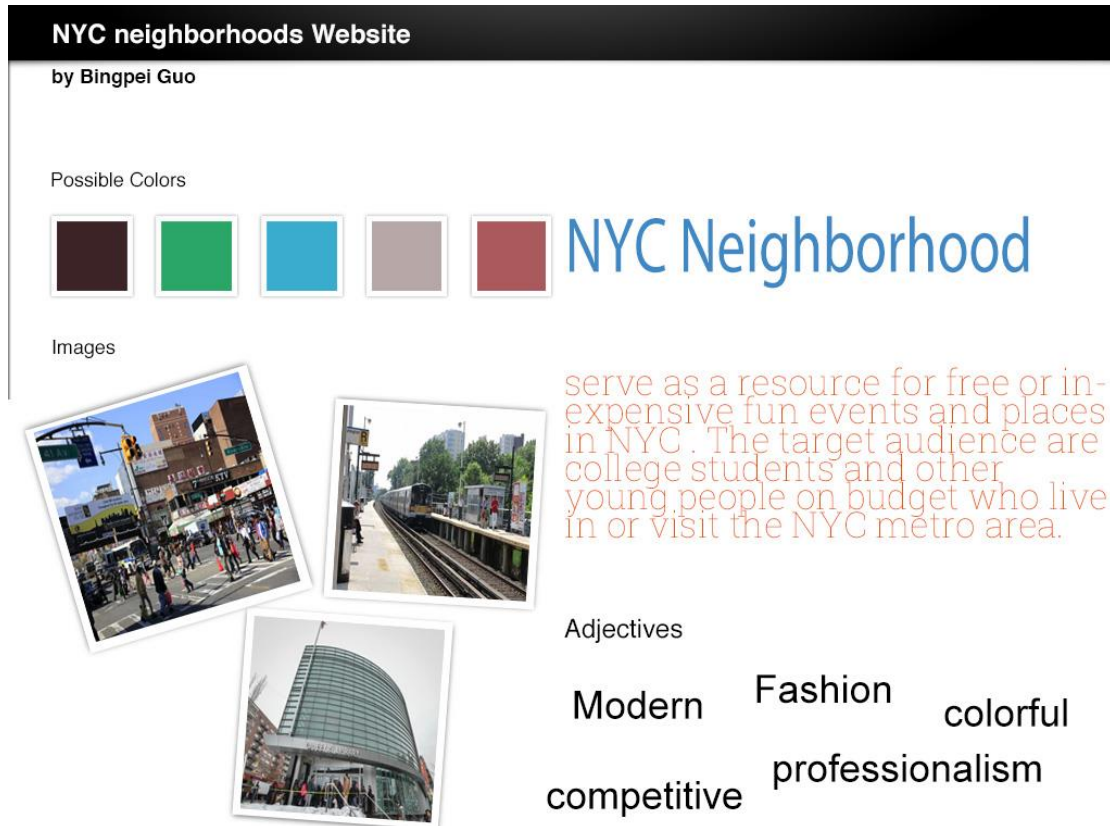 NYC neighborhoods Website
by Bingpei Guo
Possible Colors
NYC Neighborhood
Images
41 Av
serve as a resource for free or in-
expensive fun events and places
in NYC . The target audience are
college students and other
young people on budget who live
in or visit the NYC metro area.
Adjectives
Modern
Fashion
colorful
professionalism
competitive